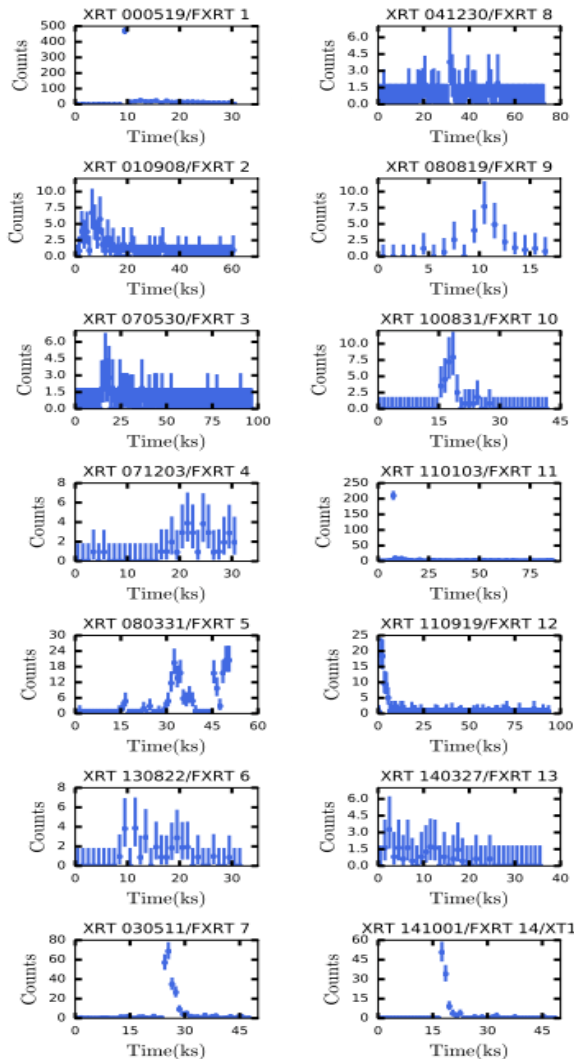 XRT 000519/FXRT 1
Counts
500
400
300
200
100
0
0 10 20 30
Time(ks)
XRT 041230/FXRT 8
Counts
6.0
4.5
3.0
1.5
0.0
0 20 40 60 80
Time(ks)
XRT 010908/FXRT 2
Counts
10.0
7.5
5.0
2.5
0.0
0 20 40 60
Time(ks)
XRT 080819/FXRT 9
Counts
10.0
7.5
5.0
2.5
0.0
0 5 10 15
Time(ks)
XRT 070530/FXRT 3
Counts
6.0
4.5
3.0
1.5
0.0
0 25 50 75 100
Time(ks)
XRT 100831/FXRT 10
Counts
10.0
7.5
5.0
2.5
0.0
0 15 30 45
Time(ks)
XRT 071203/FXRT 4
Counts
8
6
4
2
0
0 10 20 30
Time(ks)
XRT 110103/FXRT 11
Counts
250
200
150
100
50
0
0 25 50 75
Time(ks)
XRT 080331/FXRT 5
Counts
30
24
18
12
6
0
0 15 30 45 60
Time(ks)
XRT 110919/FXRT 12
Counts
25
20
15
10
5
0
0 25 50 75 100
Time(ks)
XRT 130822/FXRT 6
Counts
8
6
4
2
0
0 10 20 30
Time(ks)
XRT 140327/FXRT 13
Counts
6.0
4.5
3.0
1.5
0.0
0 20 40
Time(ks)
XRT 030511/FXRT 7
Counts
80
60
40
20
0
0 15 30 45
Time(ks)
XRT 141001/FXRT 14/XT1
Counts
60
50
40
30
20
10
0
0 15 30 45
Time(ks)